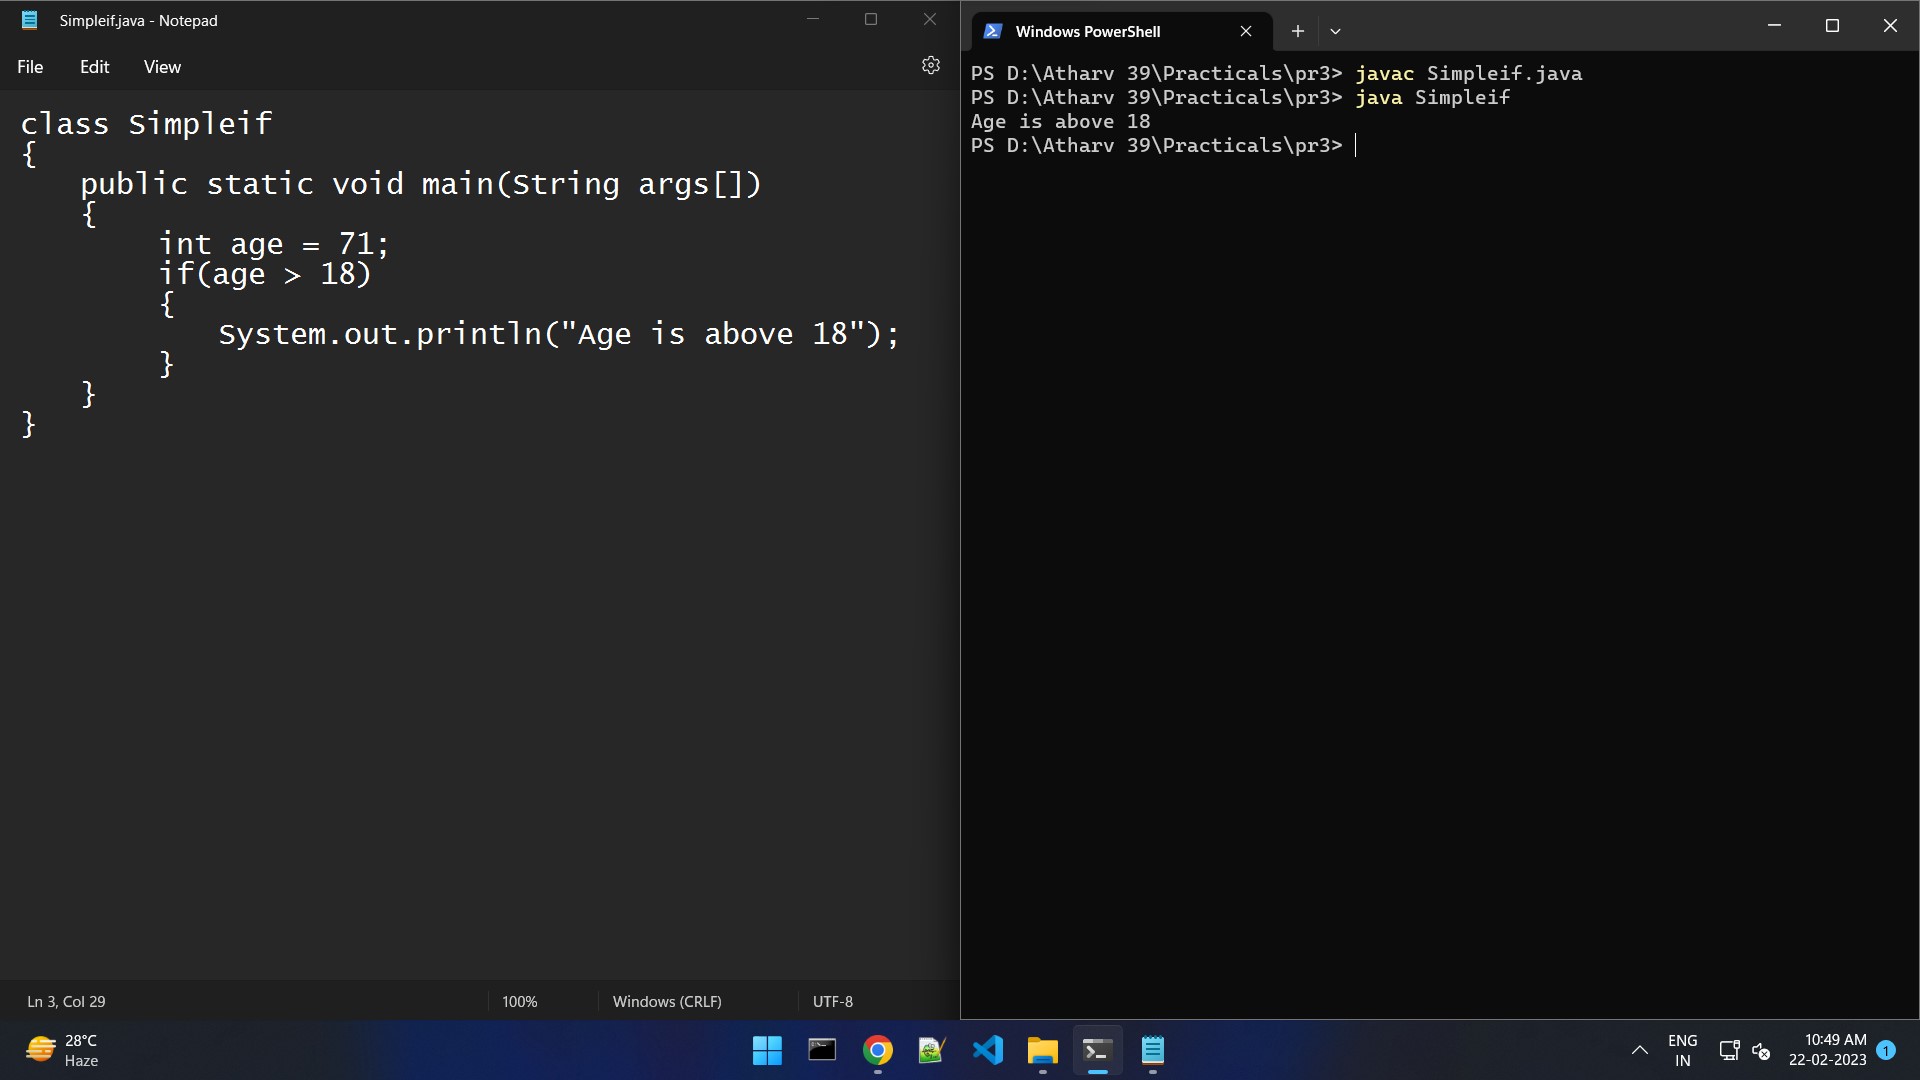 Simpleif.java - Notepad
File Edit View
class Simpleif
{
public static void main(String args[])
{
int age = 71;
if(age > 18)
{
System.out.println("Age is above 18");
}
}
}
Ln 3, Col 29 100% Windows (CRLF) UTF-8
Windows PowerShell
PS D:\Atharv 39\Practicals\pr3> javac Simpleif.java
PS D:\Atharv 39\Practicals\pr3> java Simpleif
Age is above 18
PS D:\Atharv 39\Practicals\pr3>
28°C
Haze
ENG
IN
10:49 AM
22-02-2023
1